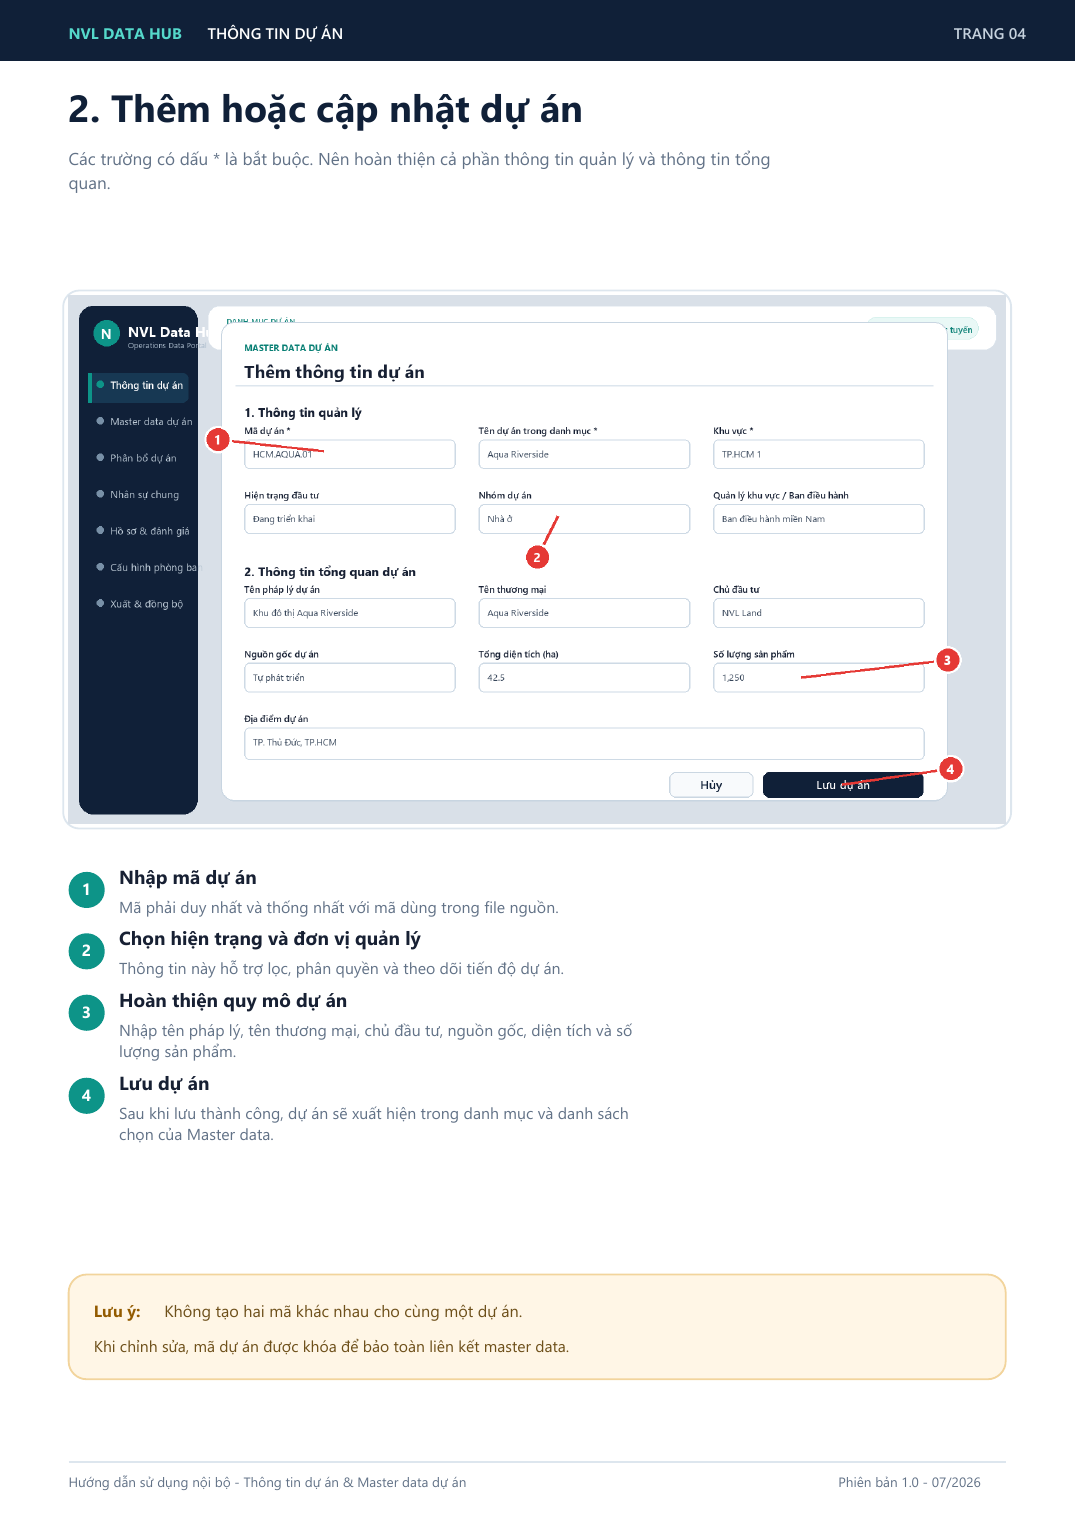 NVL DATA HUB THÔNG TIN DỰ ÁN TRANG 04
2. Thêm hoặc cập nhật dự án
Các trường có dấu * là bắt buộc. Nên hoàn thiện cả phần thông tin quản lý và thông tin tổng
quan.
N NVL Data H
Operations Data Por
DANH MỤC DỰ ÁN
tuyến
Thông tin dự án
Master data dự án
Phân bổ dự án
Nhân sự chung
Hồ sơ & đánh giá
Cấu hình phòng ba
Xuất & đồng bộ
MASTER DATA DỰ ÁN
Thêm thông tin dự án
1. Thông tin quản lý
Mã dự án * Tên dự án trong danh mục * Khu vực *
1
HCM.AQUA.01 Aqua Riverside TP.HCM 1
Hiện trạng đầu tư Nhóm dự án Quản lý khu vực / Ban điều hành
Đang triển khai Nhà ở Ban điều hành miền Nam
2
2. Thông tin tổng quan dự án
Tên pháp lý dự án Tên thương mại Chủ đầu tư
Khu đô thị Aqua Riverside Aqua Riverside NVL Land
Nguồn gốc dự án Tổng diện tích (ha) Số lượng sản phẩm
3
Tự phát triển 42.5 1,250
Địa điểm dự án
TP. Thủ Đức, TP.HCM
4
Hủy Lưu dự án
1 Nhập mã dự án
Mã phải duy nhất và thống nhất với mã dùng trong file nguồn.
2 Chọn hiện trạng và đơn vị quản lý
Thông tin này hỗ trợ lọc, phân quyền và theo dõi tiến độ dự án.
3 Hoàn thiện quy mô dự án
Nhập tên pháp lý, tên thương mại, chủ đầu tư, nguồn gốc, diện tích và số
lượng sản phẩm.
4 Lưu dự án
Sau khi lưu thành công, dự án sẽ xuất hiện trong danh mục và danh sách
chọn của Master data.
Lưu ý: Không tạo hai mã khác nhau cho cùng một dự án.
Khi chỉnh sửa, mã dự án được khóa để bảo toàn liên kết master data.
Hướng dẫn sử dụng nội bộ - Thông tin dự án & Master data dự án Phiên bản 1.0 - 07/2026